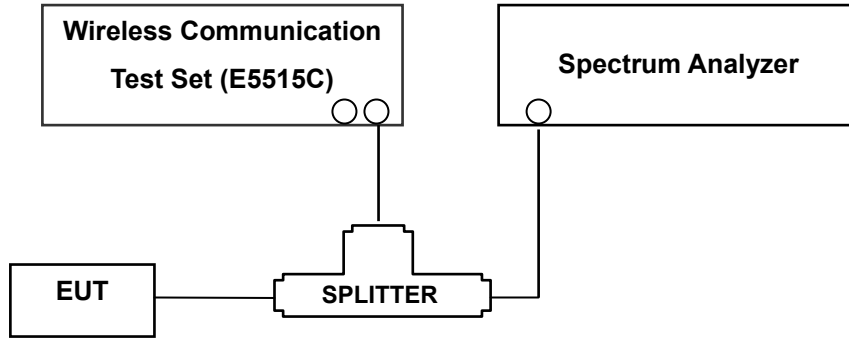 Wireless Communication
Test Set (E5515C)
Spectrum Analyzer
EUT
SPLITTER